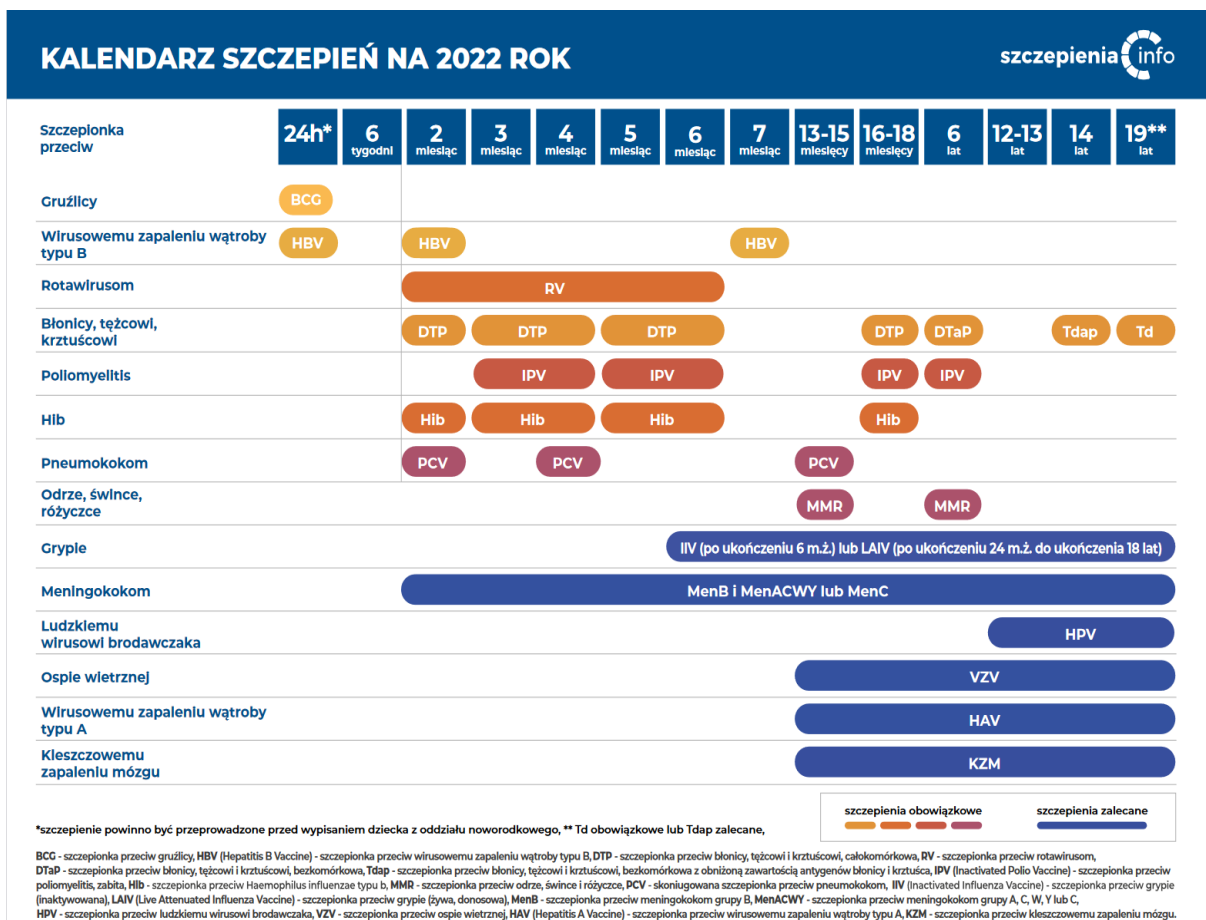 KALENDARZ SZCZEPIEŃ NA 2022 ROK
szczepienia info
Szczepionka
przeciw
24h*
6
tygodni
2
miesiąc
3
miesiąc
4
miesiąc
5
miesiąc
6
miesiąc
7
miesiąc
13-15
miesięcy
16-18
miesięcy
6
lat
12-13
lat
14
lat
19**
lat
Gruźlicy
BCG
Wirusowemu zapaleniu wątroby
typu B
HBV HBV HBV
Rotawirusom
RV
Błonicy, tężcowi,
krztuścowi
DTP DTP DTP DTP DTaP Tdap Td
Poliomyelitis
IPV IPV IPV IPV
Hib
Hib Hib Hib Hib
Pneumokokom
PCV PCV PCV
Odrze, śwince,
różyczce
MMR MMR
Grypie
IIV (po ukończeniu 6 m.ż.) lub LAIV (po ukończeniu 24 m.ż. do ukończenia 18 lat)
Meningokokom
MenB i MenACWY lub MenC
Ludzkiemu
wirusowi brodawczaka
HPV
Ospie wietrznej
VZV
Wirusowemu zapaleniu wątroby
typu A
HAV
Kleszczowemu
zapaleniu mózgu
KZM
*szczepienie powinno być przeprowadzone przed wypisaniem dziecka z oddziału noworodkowego, ** Td obowiązkowe lub Tdap zalecane,
szczepienia obowiązkowe
szczepienia zalecane
BCG - szczepionka przeciw gruźlicy, HBV (Hepatitis B Vaccine) - szczepionka przeciw wirusowemu zapaleniu wątroby typu B, DTP - szczepionka przeciw błonicy, tężcowi i krztuścowi, całokomórkowa, RV - szczepionka przeciw rotawirusom,
DTaP - szczepionka przeciw błonicy, tężcowi i krztuścowi, bezkomórkowa, Tdap - szczepionka przeciw błonicy, tężcowi i krztuścowi, bezkomórkowa z obniżoną zawartością antygenów błonicy i krztuśca, IPV (Inactivated Polio Vaccine) - szczepionka przeciw
poliomyelitis, zabita, Hib - szczepionka przeciw Haemophilus influenzae typu b, MMR - szczepionka przeciw odrze, śwince i różyczce, PCV - skoniugowana szczepionka przeciw pneumokokom, IIV (Inactivated Influenza Vaccine) - szczepionka przeciw grypie
(inaktywowana), LAIV (Live Attenuated Influenza Vaccine) - szczepionka przeciw grypie (żywa, donosowa), MenB - szczepionka przeciw meningokokom grupy B, MenACWY - szczepionka przeciw meningokokom grupy A, C, W, Y lub C,
HPV - szczepionka przeciw ludzkiemu wirusowi brodawczaka, VZV - szczepionka przeciw ospie wietrznej, HAV (Hepatitis A Vaccine) - szczepionka przeciw wirusowemu zapaleniu wątroby typu A, KZM - szczepionka przeciw kleszczowemu zapaleniu mózgu.